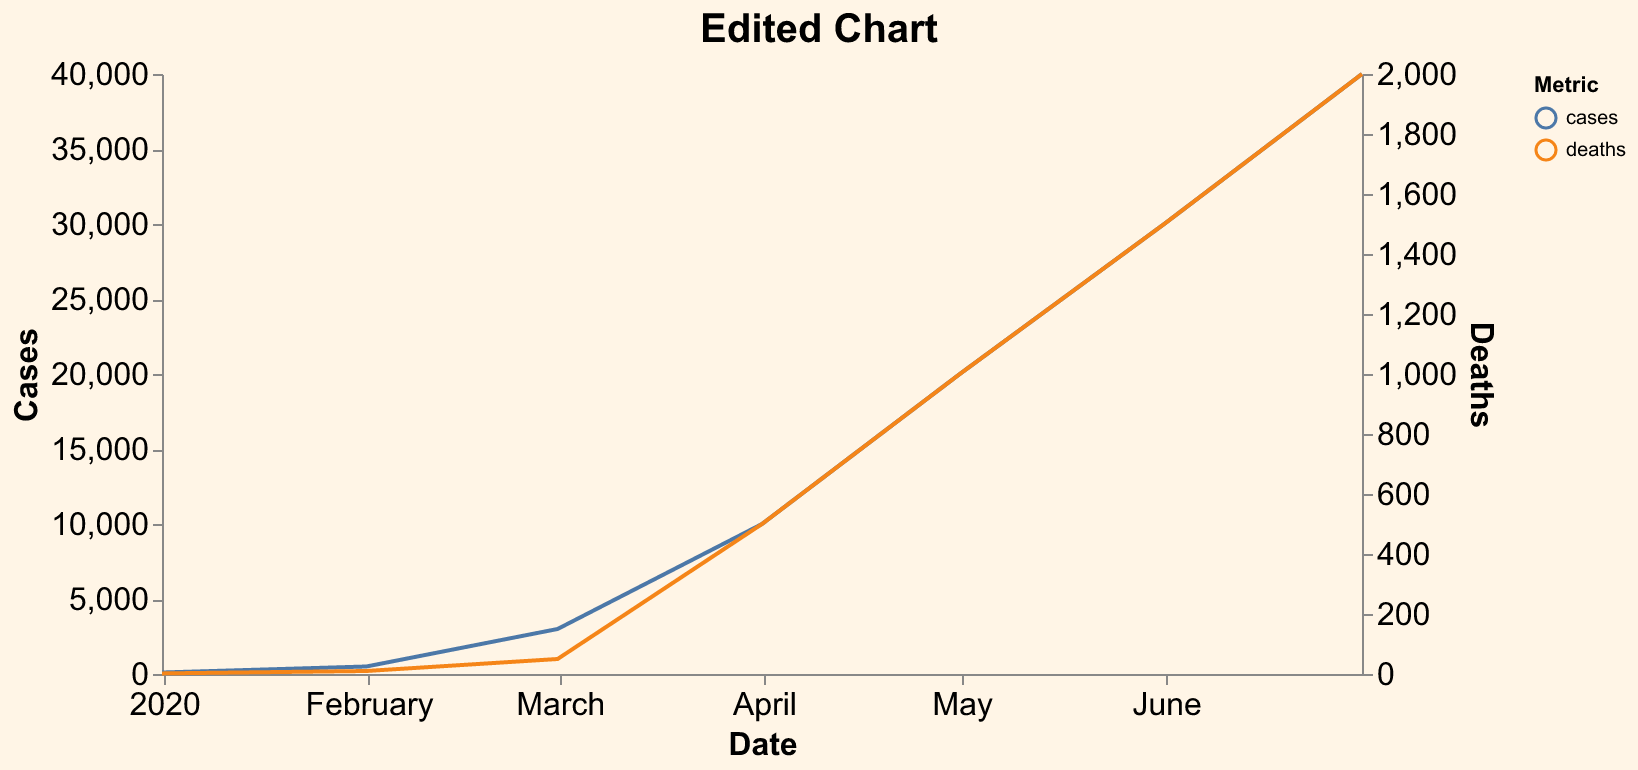 Edited Chart
40,000
35,000
30,000
25,000
20,000
15,000
10,000
5,000
0
Cases
2020 February March April May June
Date
2,000
1,800
1,600
1,400
1,200
1,000
800
600
400
200
0
Deaths
Metric
cases
deaths